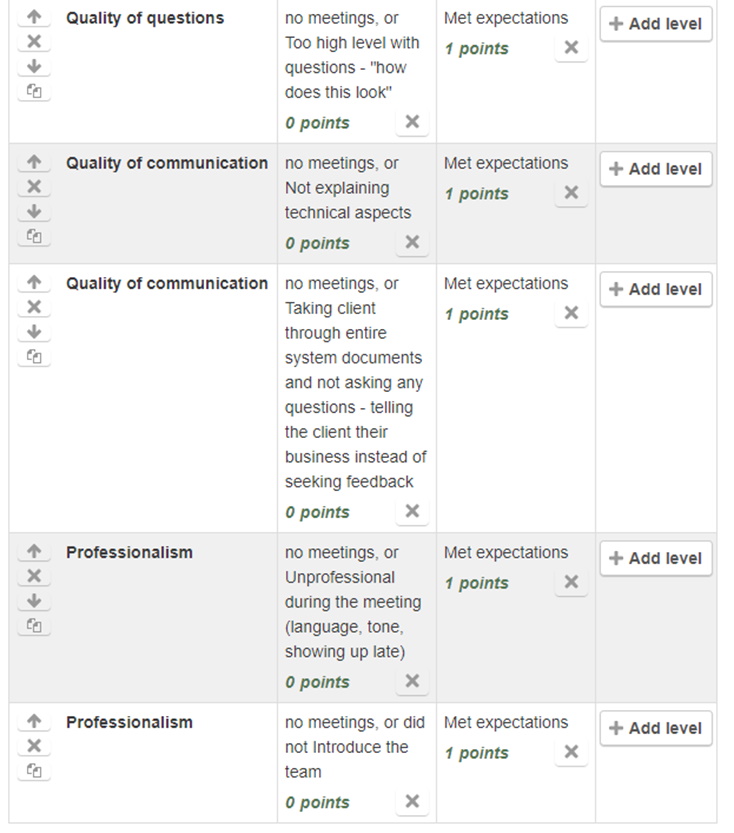 Quality of questions
no meetings, or
Too high level with
questions - "how
does this look"
0 points
Met expectations
1 points
Add level
Quality of communication
no meetings, or
Not explaining
technical aspects
0 points
Met expectations
1 points
Add level
Quality of communication
no meetings, or
Taking client
through entire
system documents
and not asking any
questions - telling
the client their
business instead of
seeking feedback
0 points
Met expectations
1 points
Add level
Professionalism
no meetings, or
Unprofessional
during the meeting
(language, tone,
showing up late)
0 points
Met expectations
1 points
Add level
Professionalism
no meetings, or did
not Introduce the
team
0 points
Met expectations
1 points
Add level